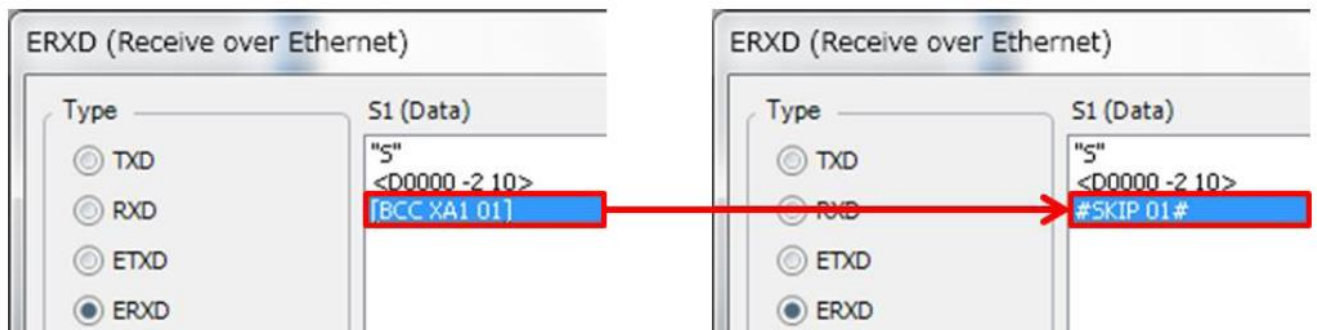 ERXD (Receive over Ethernet)
Type
S1 (Data)
TXD
"S"
<D0000 -2 10>
RXD
[BCC XA1 01]
ETXD
ERXD
ERXD (Receive over Ethernet)
Type
S1 (Data)
TXD
"S"
<D0000 -2 10>
RXD
#SKIP 01#
ETXD
ERXD